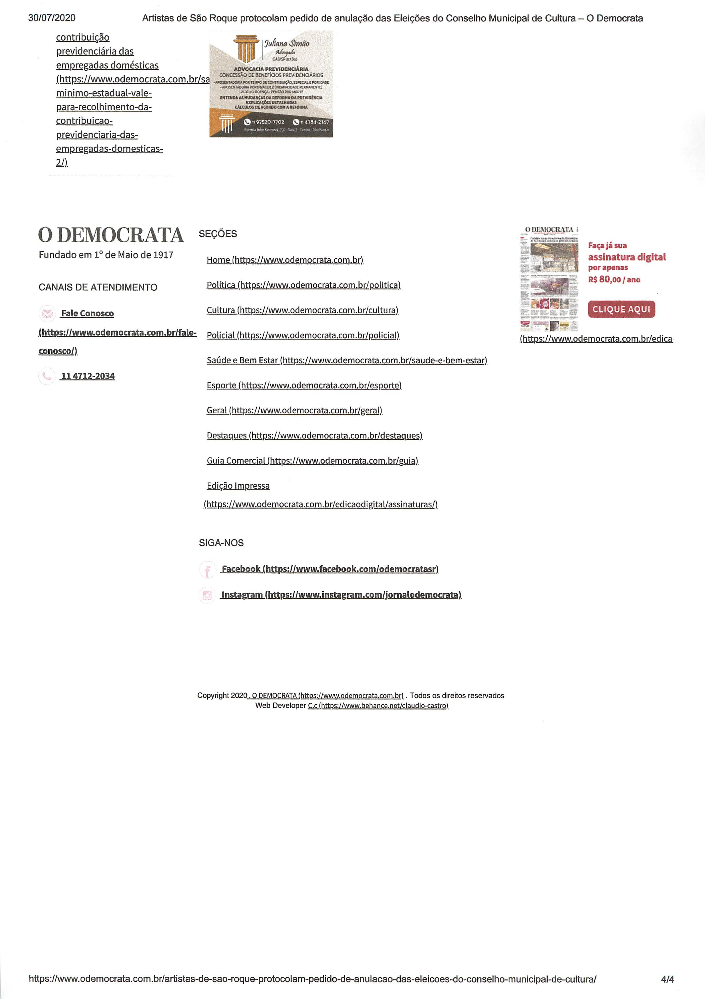 30/07/2020 Artistas de São Roque protocolam pedido de anulação das Eleições do Conselho Municipal de Cultura – O Democrata
contribuição
previdenciária das
empregadas domésticas
(https://www.odemocrata.com.br/sa
minimo-estadual-vale-
para-recolhimento-da-
contribuicao-
previdenciaria-das-
empregadas-domesticas-
2/)
Juliana Simão
Advogada
OAB/SP 327.866
ADVOCACIA PREVIDENCIÁRIA
CONCESSÃO DE BENEFÍCIOS PREVIDENCIÁRIOS
- APOSENTADORIA POR TEMPO DE CONTRIBUIÇÃO, ESPECIAL E POR IDADE
- APOSENTADORIA POR INVALIDEZ (INCAPACIDADE PERMANENTE)
- AUXÍLIO-DOENÇA - PENSÃO POR MORTE
ENTENDA AS MUDANÇAS DA REFORMA DA PREVIDÊNCIA
EXPLICAÇÕES DETALHADAS
CÁLCULOS DE ACORDO COM A REFORMA
11 97520-7702 11 4784-2147
Avenida John Kennedy, 350 - Sala 3 - Centro - São Roque
O DEMOCRATA
Fundado em 1º de Maio de 1917
CANAIS DE ATENDIMENTO
Fale Conosco
(https://www.odemocrata.com.br/fale-
conosco/)
11 4712-2034
SEÇÕES
Home (https://www.odemocrata.com.br)
Política (https://www.odemocrata.com.br/politica)
Cultura (https://www.odemocrata.com.br/cultura)
Policial (https://www.odemocrata.com.br/policial)
Saúde e Bem Estar (https://www.odemocrata.com.br/saude-e-bem-estar)
Esporte (https://www.odemocrata.com.br/esporte)
Geral (https://www.odemocrata.com.br/geral)
Destaques (https://www.odemocrata.com.br/destaques)
Guia Comercial (https://www.odemocrata.com.br/guia)
Edição Impressa
(https://www.odemocrata.com.br/edicaodigital/assinaturas/)
SIGA-NOS
Facebook (https://www.facebook.com/odemocratasr)
Instagram (https://www.instagram.com/jornalodemocrata)
O DEMOCRATA
Faça já sua
assinatura digital
por apenas
R$ 80,00 / ano
CLIQUE AQUI
(https://www.odemocrata.com.br/edica
Copyright 2020 . O DEMOCRATA (https://www.odemocrata.com.br) . Todos os direitos reservados
Web Developer C.c (https://www.behance.net/claudio-castro)
https://www.odemocrata.com.br/artistas-de-sao-roque-protocolam-pedido-de-anulacao-das-eleicoes-do-conselho-municipal-de-cultura/ 4/4